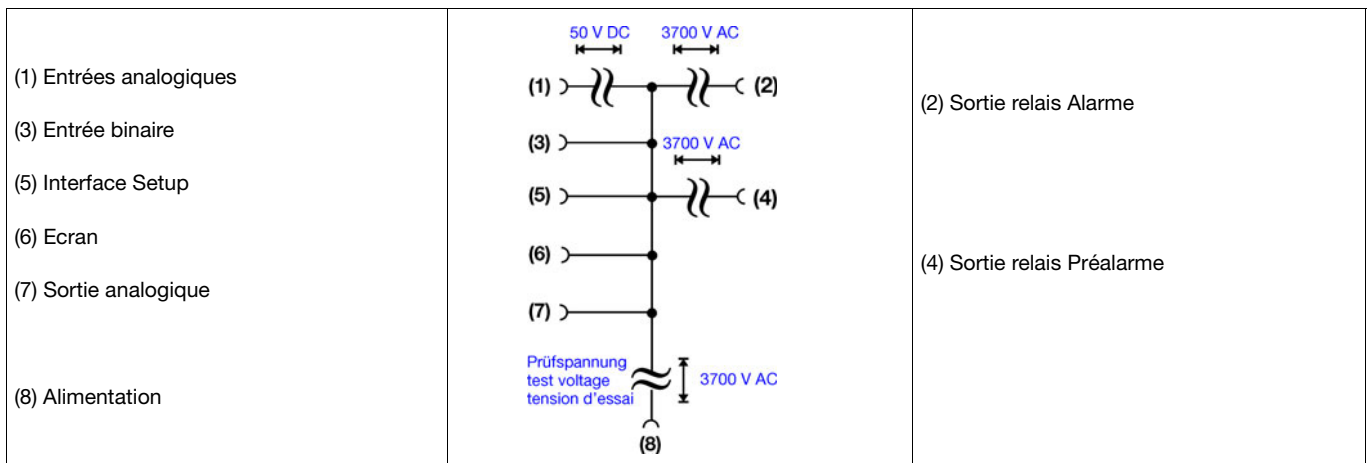 (1) Entrées analogiques
(3) Entrée binaire
(5) Interface Setup
(6) Ecran
(7) Sortie analogique
(8) Alimentation
50 V DC 3700 V AC
(1) (2)
(3) 3700 V AC
(5) (4)
(6)
(7)
Prüfspannung
test voltage 3700 V AC
tension d'essai
(8)
(2) Sortie relais Alarme
(4) Sortie relais Préalarme